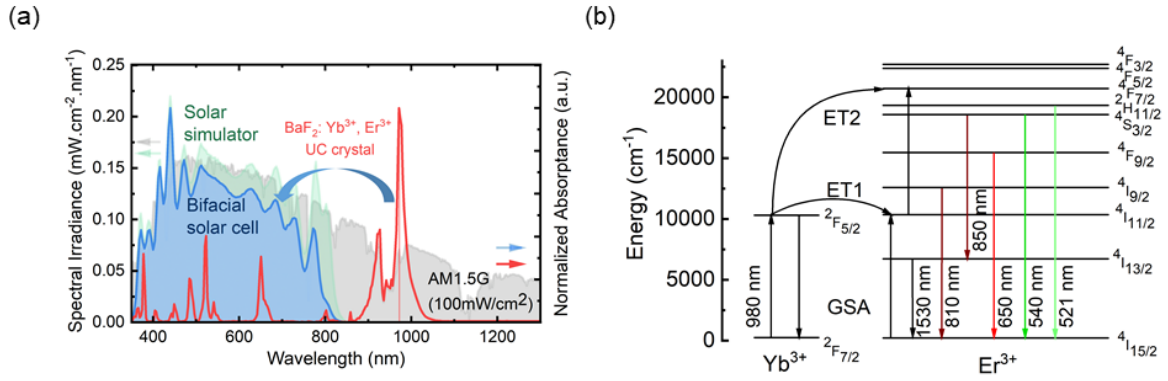 (a)
Spectral Irradiance (mW.cm⁻².nm⁻¹)
0.25
0.20
0.15
0.10
0.05
0.00
Solar
simulator
BaF₂: Yb³⁺, Er³⁺
UC crystal
Bifacial
solar cell
AM1.5G
(100mW/cm²)
Normalized Absorptance (a.u.)
400
600
800
1000
1200
Wavelength (nm)
(b)
Energy (cm⁻¹)
20000
15000
10000
5000
0
ET2
ET1
GSA
980 nm
²F₅/₂
²F₇/₂
Yb³⁺
1530 nm
810 nm
850 nm
650 nm
540 nm
521 nm
Er³⁺
⁴F₃/₂
⁴F₅/₂
⁴F₇/₂
²H₁₁/₂
⁴S₃/₂
⁴F₉/₂
⁴I₉/₂
⁴I₁₁/₂
⁴I₁₃/₂
⁴I₁₅/₂